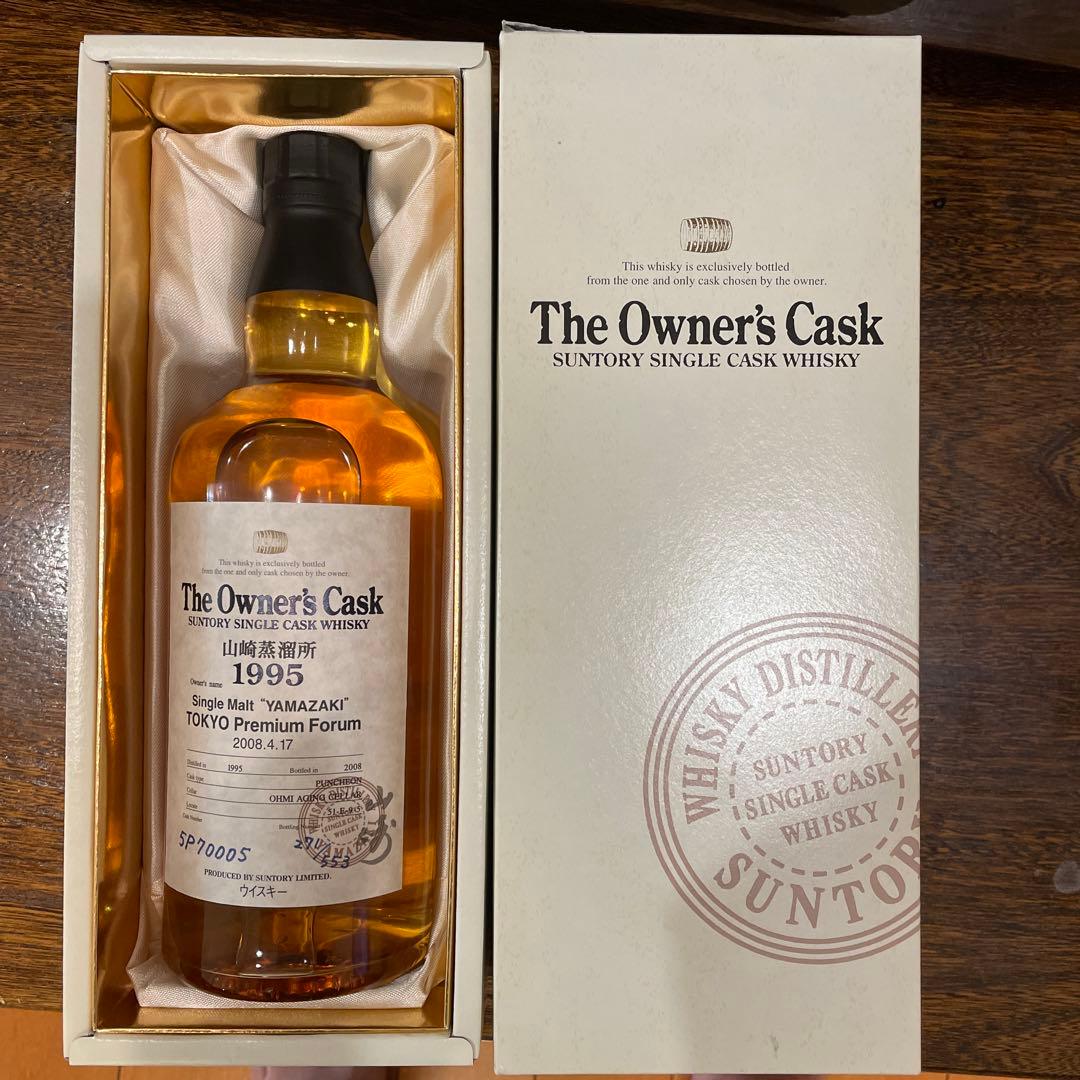 This whisky is exclusively bottled
from the one and only cask chosen by the owner.
The Owner's Cask
SUNTORY SINGLE CASK WHISKY
山崎蒸溜所
1995
Owner's name
Single Malt "YAMAZAKI"
TOKYO Premium Forum
2008.4.17
Distilled in 1995 Bottled in 2008
Cask type PUNCHEON
Cellar OHMI AGING CELLAR
Locate
Cask Number Bottling Number
5P70005
553
PRODUCED BY SUNTORY LIMITED.
ウイスキー
This whisky is exclusively bottled
from the one and only cask chosen by the owner.
The Owner's Cask
SUNTORY SINGLE CASK WHISKY
WHISKY DISTILLER
SUNTORY
SINGLE CASK
WHISKY
SUNTORY